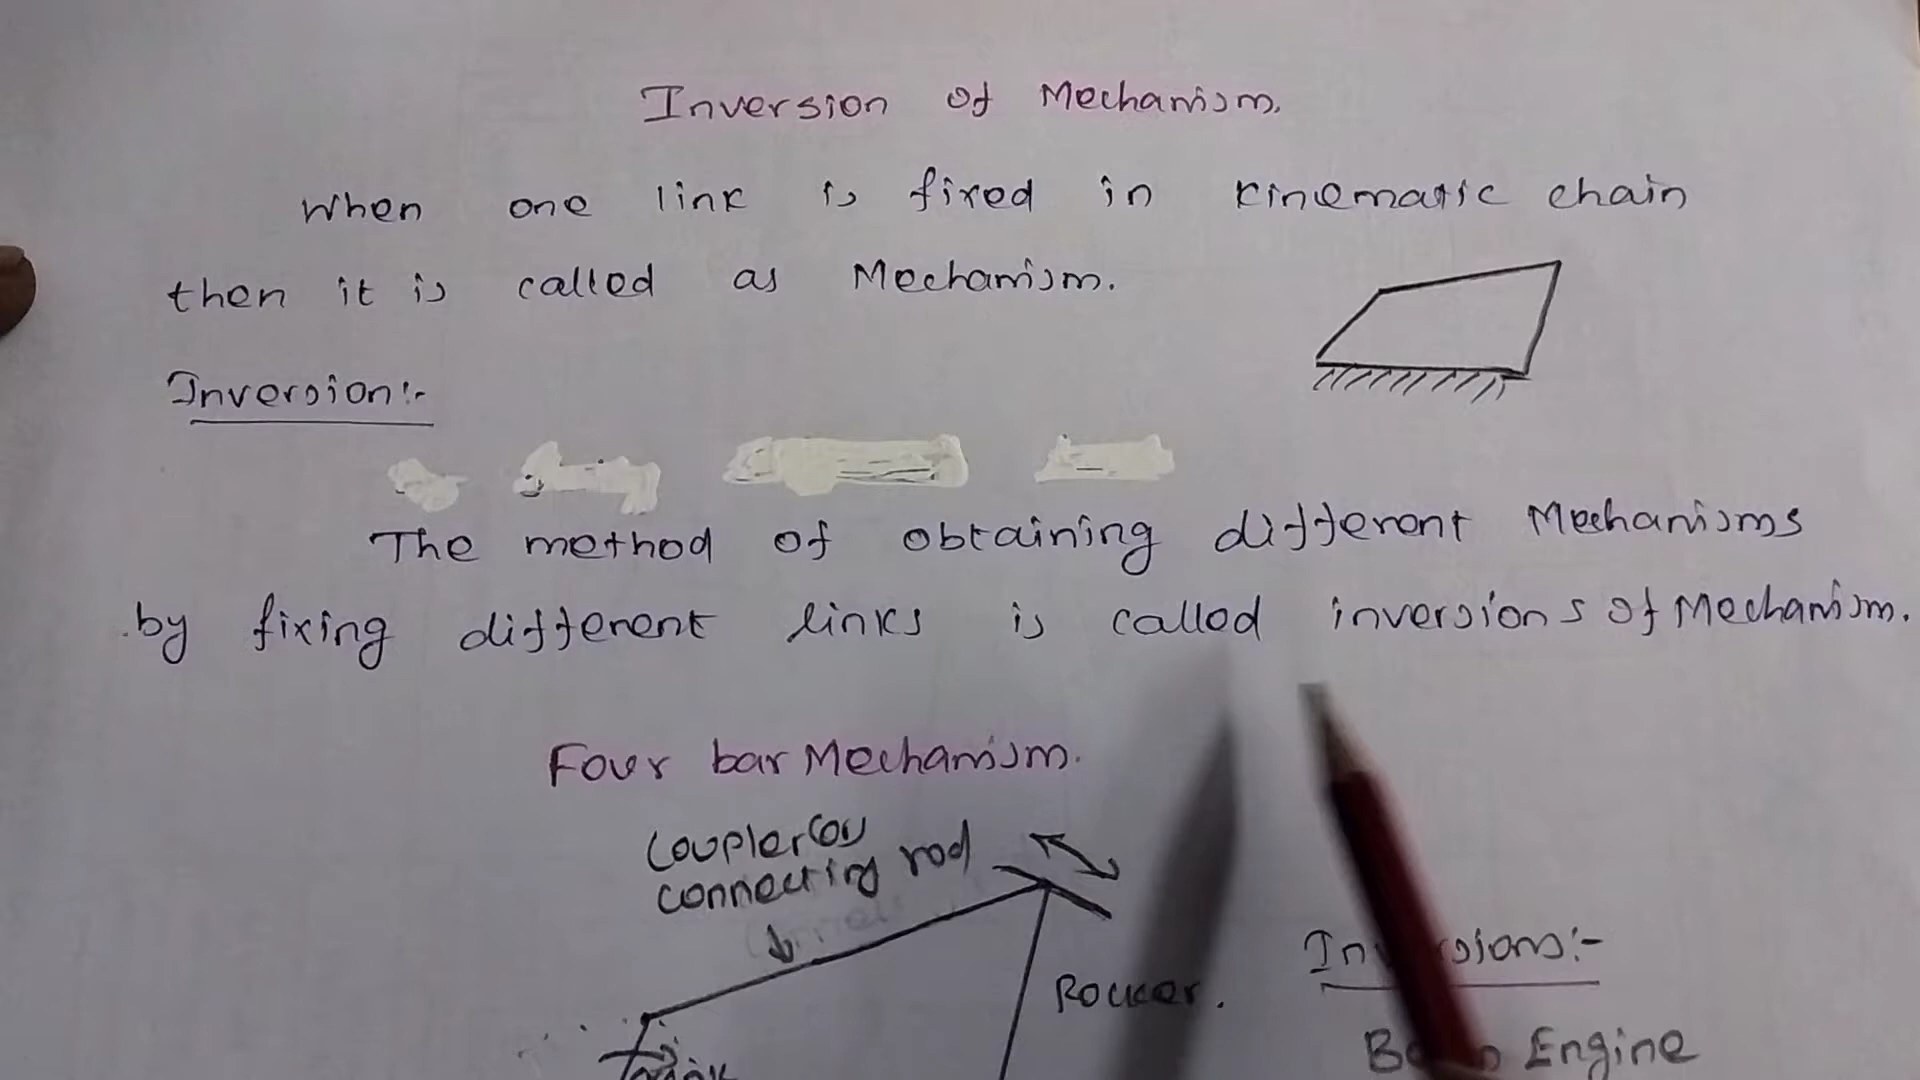 Inversion of Mechanism.
When one link is fixed in kinematic chain
then it is called as Mechanism.
Inversion:-
The method of obtaining different Mechanisms
by fixing different links is called inversions of Mechanism.
Four bar Mechanism.
Coupler (or)
connecting rod
Rocker.
Inversions:-
Engine